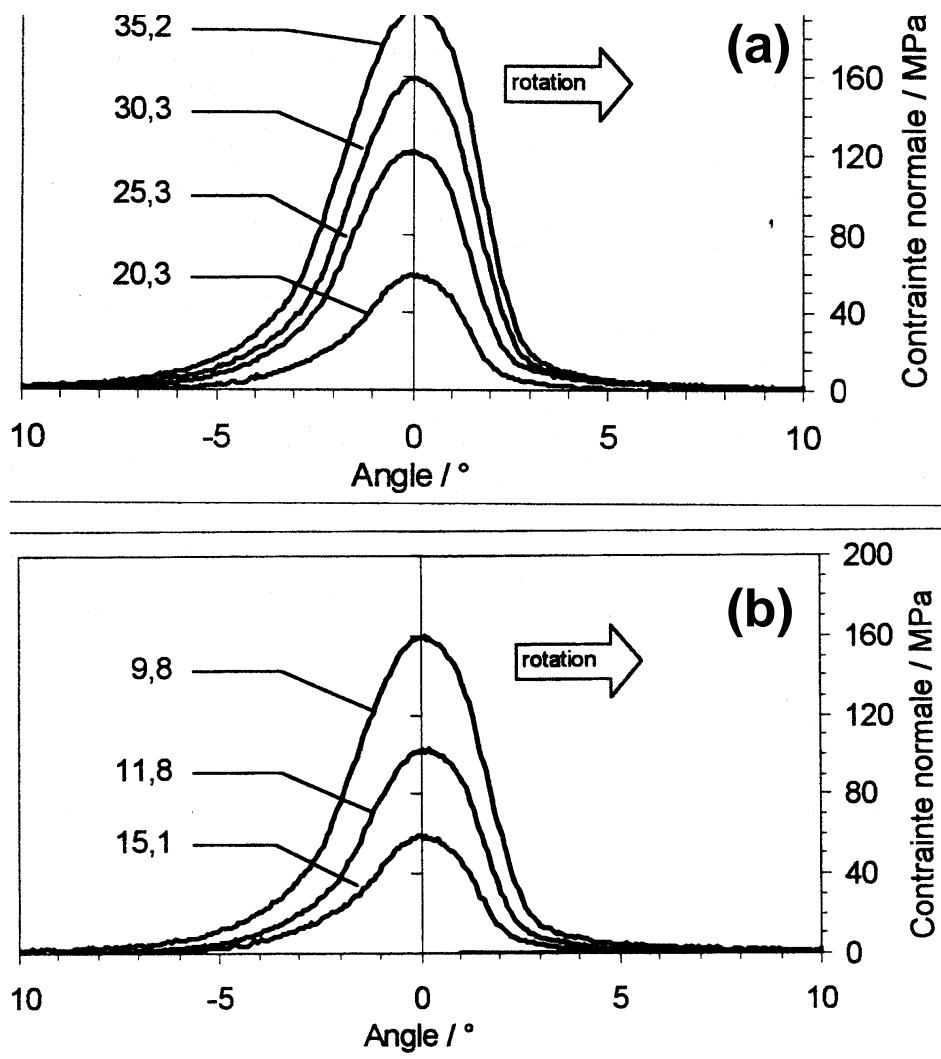 35,2
(a)
rotation
160
30,3
120
25,3
80
20,3
40
0
Contrainte normale / MPa
10 -5 0 5 10
Angle / °
200
(b)
160
rotation
9,8
120
11,8
80
15,1
40
0
Contrainte normale / MPa
10 -5 0 5 10
Angle / °